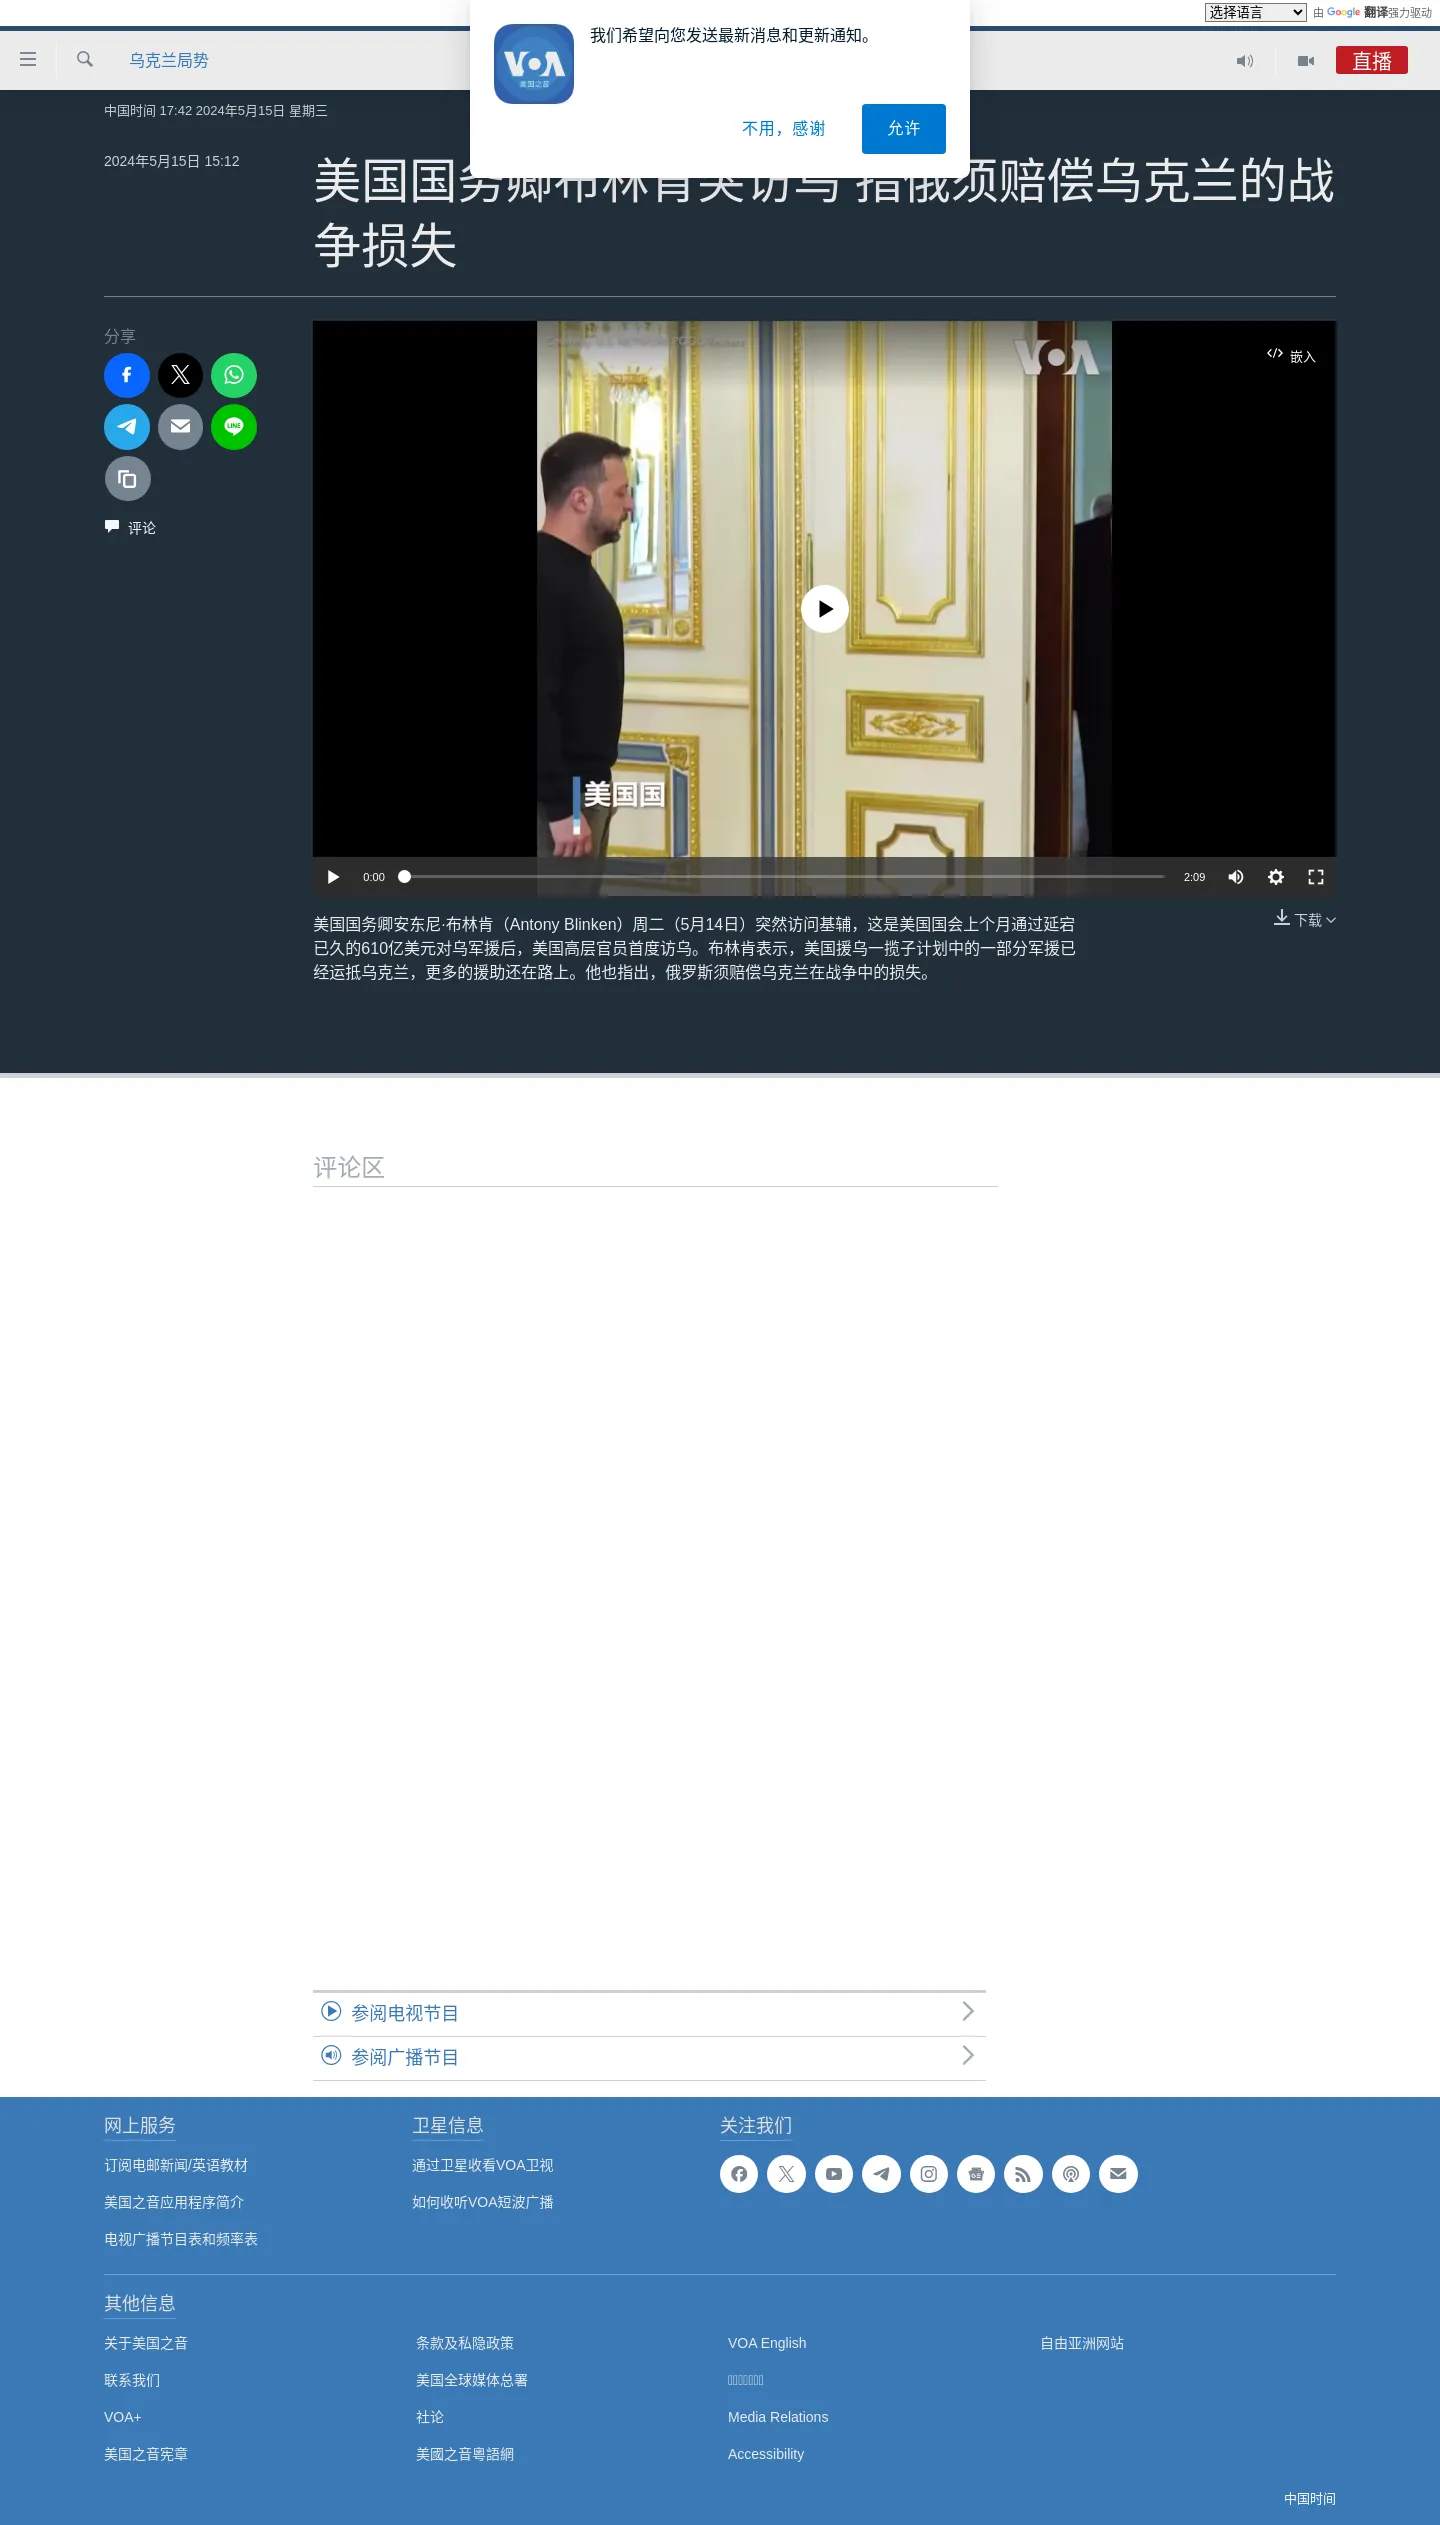 选择语言 由 Google 翻译强力驱动
我们希望向您发送最新消息和更新通知。
VOA
美国之音
不用，感谢
允许
乌克兰局势
直播
中国时间 17:42 2024年5月15日 星期三
2024年5月15日 15:12
美国国务卿布林肯突访乌 指俄须赔偿乌克兰的战
争损失
分享
评论
VOA
嵌入
美国国
0:00
2:09
下载
美国国务卿安东尼·布林肯（Antony Blinken）周二（5月14日）突然访问基辅，这是美国国会上个月通过延宕
已久的610亿美元对乌军援后，美国高层官员首度访乌。布林肯表示，美国援乌一揽子计划中的一部分军援已
经运抵乌克兰，更多的援助还在路上。他也指出，俄罗斯须赔偿乌克兰在战争中的损失。
评论区
参阅电视节目
参阅广播节目
网上服务
订阅电邮新闻/英语教材
美国之音应用程序简介
电视广播节目表和频率表
卫星信息
通过卫星收看VOA卫视
如何收听VOA短波广播
关注我们
其他信息
关于美国之音
联系我们
VOA+
美国之音宪章
条款及私隐政策
美国全球媒体总署
社论
美國之音粵語網
VOA English
Media Relations
Accessibility
自由亚洲网站
中国时间